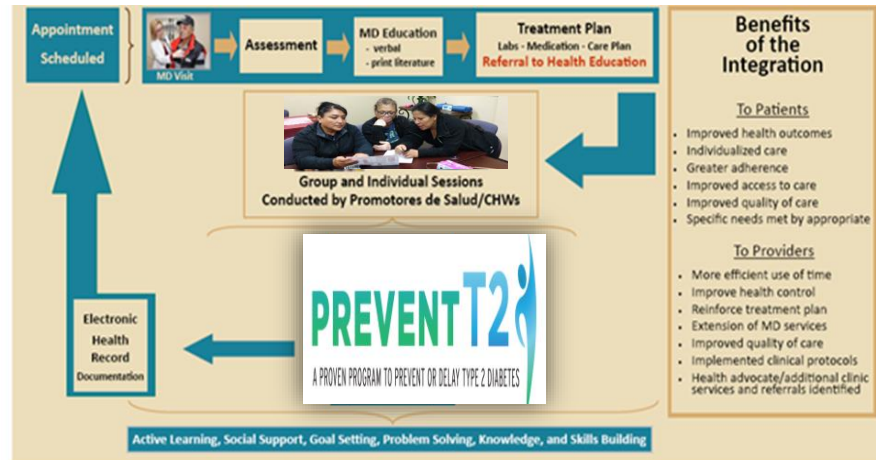 Appointment
Scheduled
MD Visit
Assessment
MD Education
- verbal
- print literature
Treatment Plan
Labs - Medication - Care Plan
Referral to Health Education
Group and Individual Sessions
Conducted by Promotores de Salud/CHWs
PREVENT T2
A PROVEN PROGRAM TO PREVENT OR DELAY TYPE 2 DIABETES
Electronic
Health
Record
Documentation
Active Learning, Social Support, Goal Setting, Problem Solving, Knowledge, and Skills Building
Benefits
of the
Integration
To Patients
• Improved health outcomes
• Individualized care
• Greater adherence
• Improved access to care
• Improved quality of care
• Specific needs met by appropriate
To Providers
• More efficient use of time
• Improve health control
• Reinforce treatment plan
• Extension of MD services
• Improved quality of care
• Implemented clinical protocols
• Health advocate/additional clinic
services and referrals identified